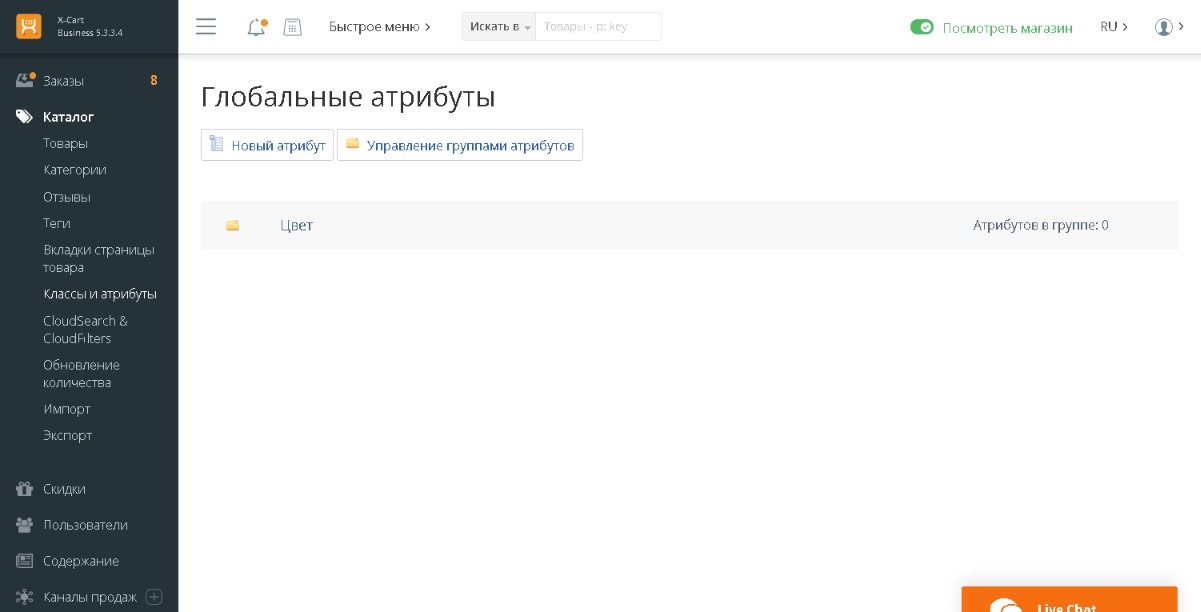 X-Cart
Business 5.3.3.4
Быстрое меню
Искать в
Товары - p: key
Посмотреть магазин
RU
Заказы
8
Каталог
Товары
Категории
Отзывы
Теги
Вкладки страницы
товара
Классы и атрибуты
CloudSearch &
CloudFilters
Обновление
количества
Импорт
Экспорт
Скидки
Пользователи
Содержание
Каналы продаж
Глобальные атрибуты
Новый атрибут
Управление группами атрибутов
Цвет
Атрибутов в группе: 0
Live Chat